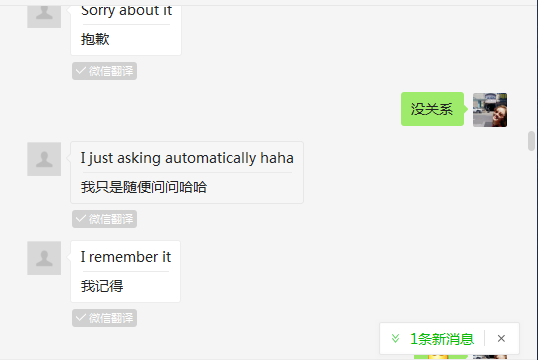 Sorry about it
抱歉
微信翻译
没关系
I just asking automatically haha
我只是随便问问哈哈
微信翻译
I remember it
我记得
微信翻译
1条新消息